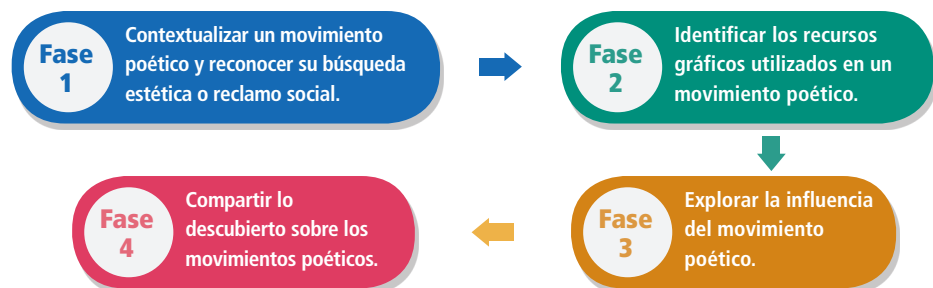 Fase
1
Contextualizar un movimiento
poético y reconocer su búsqueda
estética o reclamo social.
Fase
2
Identificar los recursos
gráficos utilizados en un
movimiento poético.
Fase
3
Explorar la influencia
del movimiento
poético.
Fase
4
Compartir lo
descubierto sobre los
movimientos poéticos.